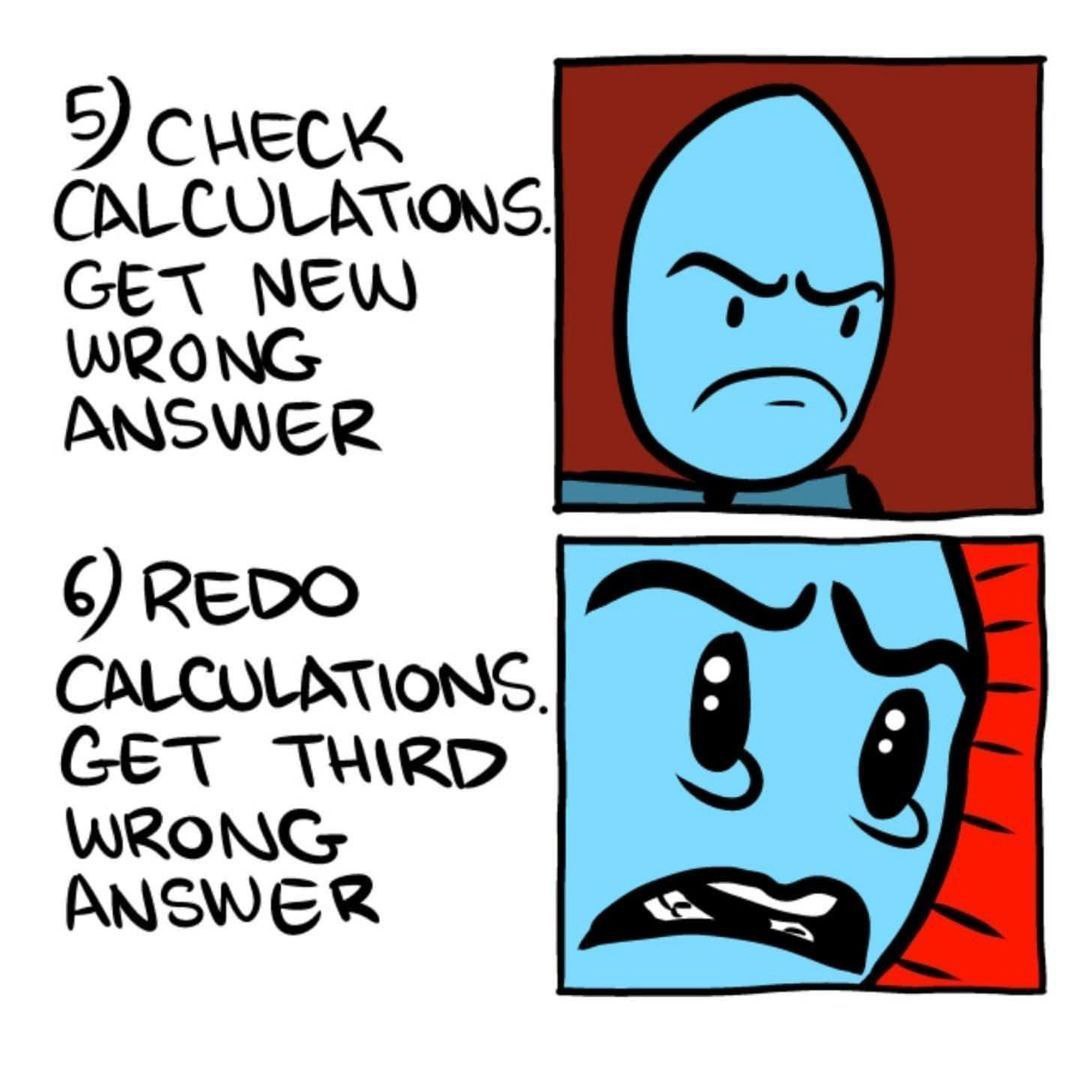 5) CHECK
CALCULATIONS.
GET NEW
WRONG
ANSWER
6) REDO
CALCULATIONS.
GET THIRD
WRONG
ANSWER